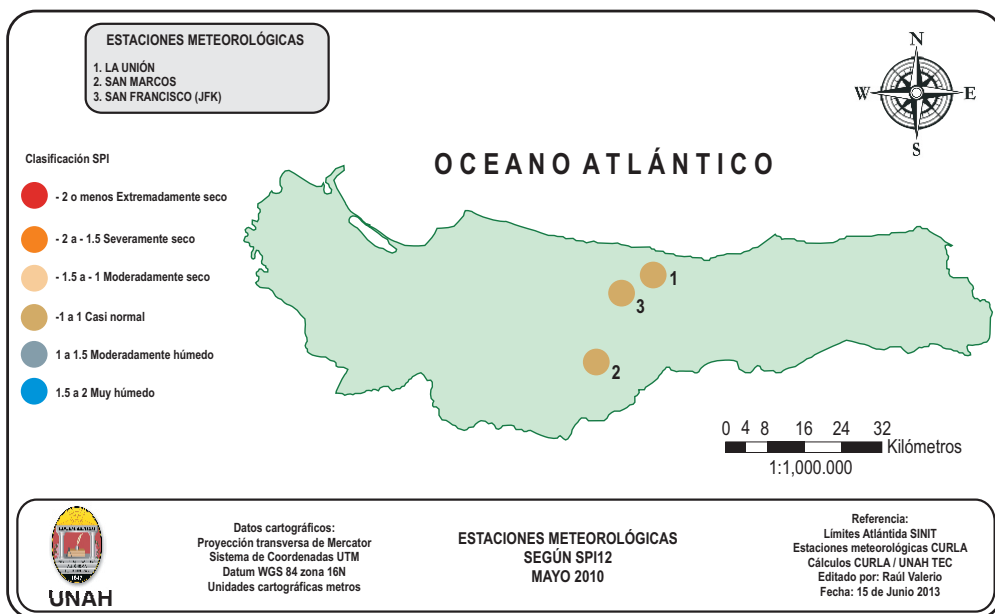 ESTACIONES METEOROLÓGICAS
1. LA UNIÓN
2. SAN MARCOS
3. SAN FRANCISCO (JFK)
N
W
E
S
OCEANO ATLÁNTICO
Clasificación SPI
- 2 o menos Extremadamente seco
- 2 a - 1.5 Severamente seco
- 1.5 a - 1 Moderadamente seco
-1 a 1 Casi normal
1 a 1.5 Moderadamente húmedo
1.5 a 2 Muy húmedo
1
3
2
0 4 8 16 24 32
Kilómetros
1:1,000.000
1847
UNAH
Datos cartográficos:
Proyección transversa de Mercator
Sistema de Coordenadas UTM
Datum WGS 84 zona 16N
Unidades cartográficas metros
ESTACIONES METEOROLÓGICAS
SEGÚN SPI12
MAYO 2010
Referencia:
Límites Atlántida SINIT
Estaciones meteorológicas CURLA
Cálculos CURLA / UNAH TEC
Editado por: Raúl Valerio
Fecha: 15 de Junio 2013